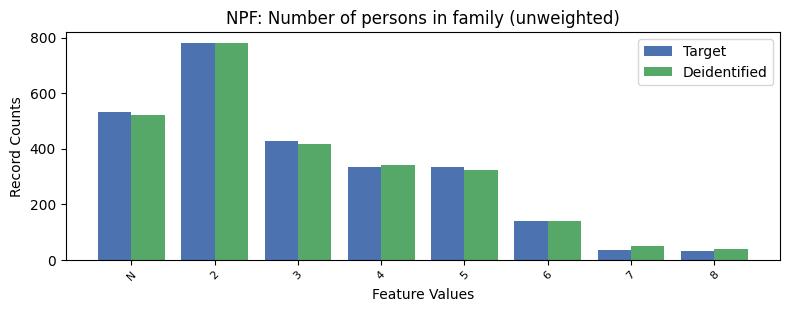 NPF: Number of persons in family (unweighted)
Record Counts
800
600
400
200
0
Target
Deidentified
N 2 3 4 5 6 7 8
Feature Values